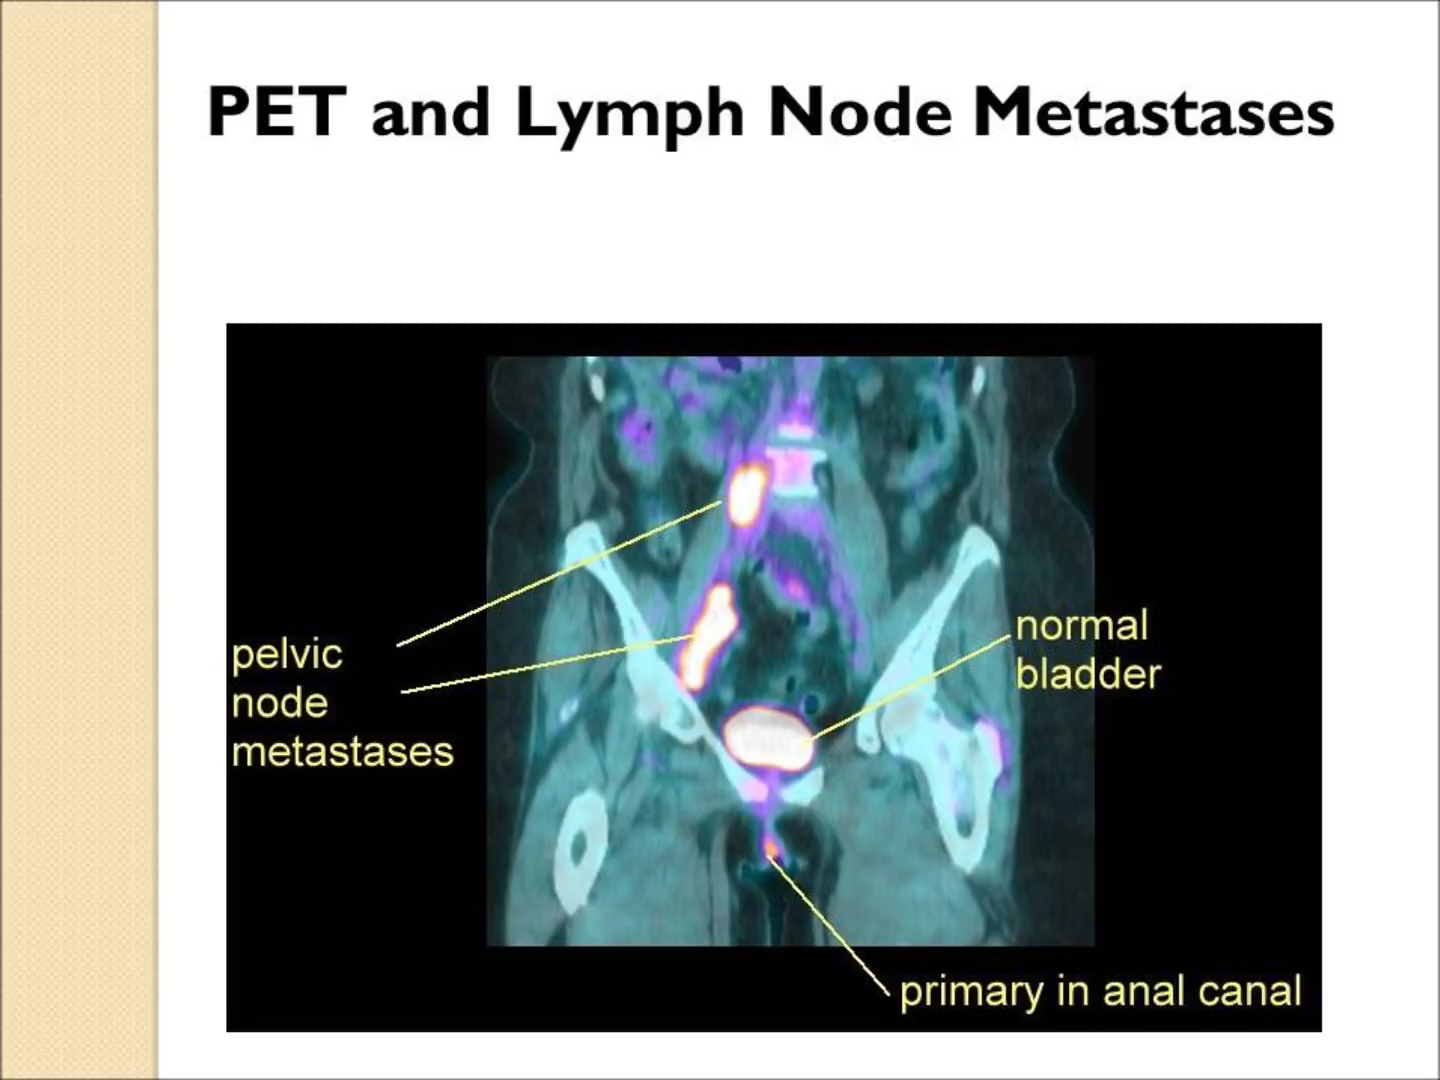 PET and Lymph Node Metastases
pelvic
node
metastases
normal
bladder
primary in anal canal